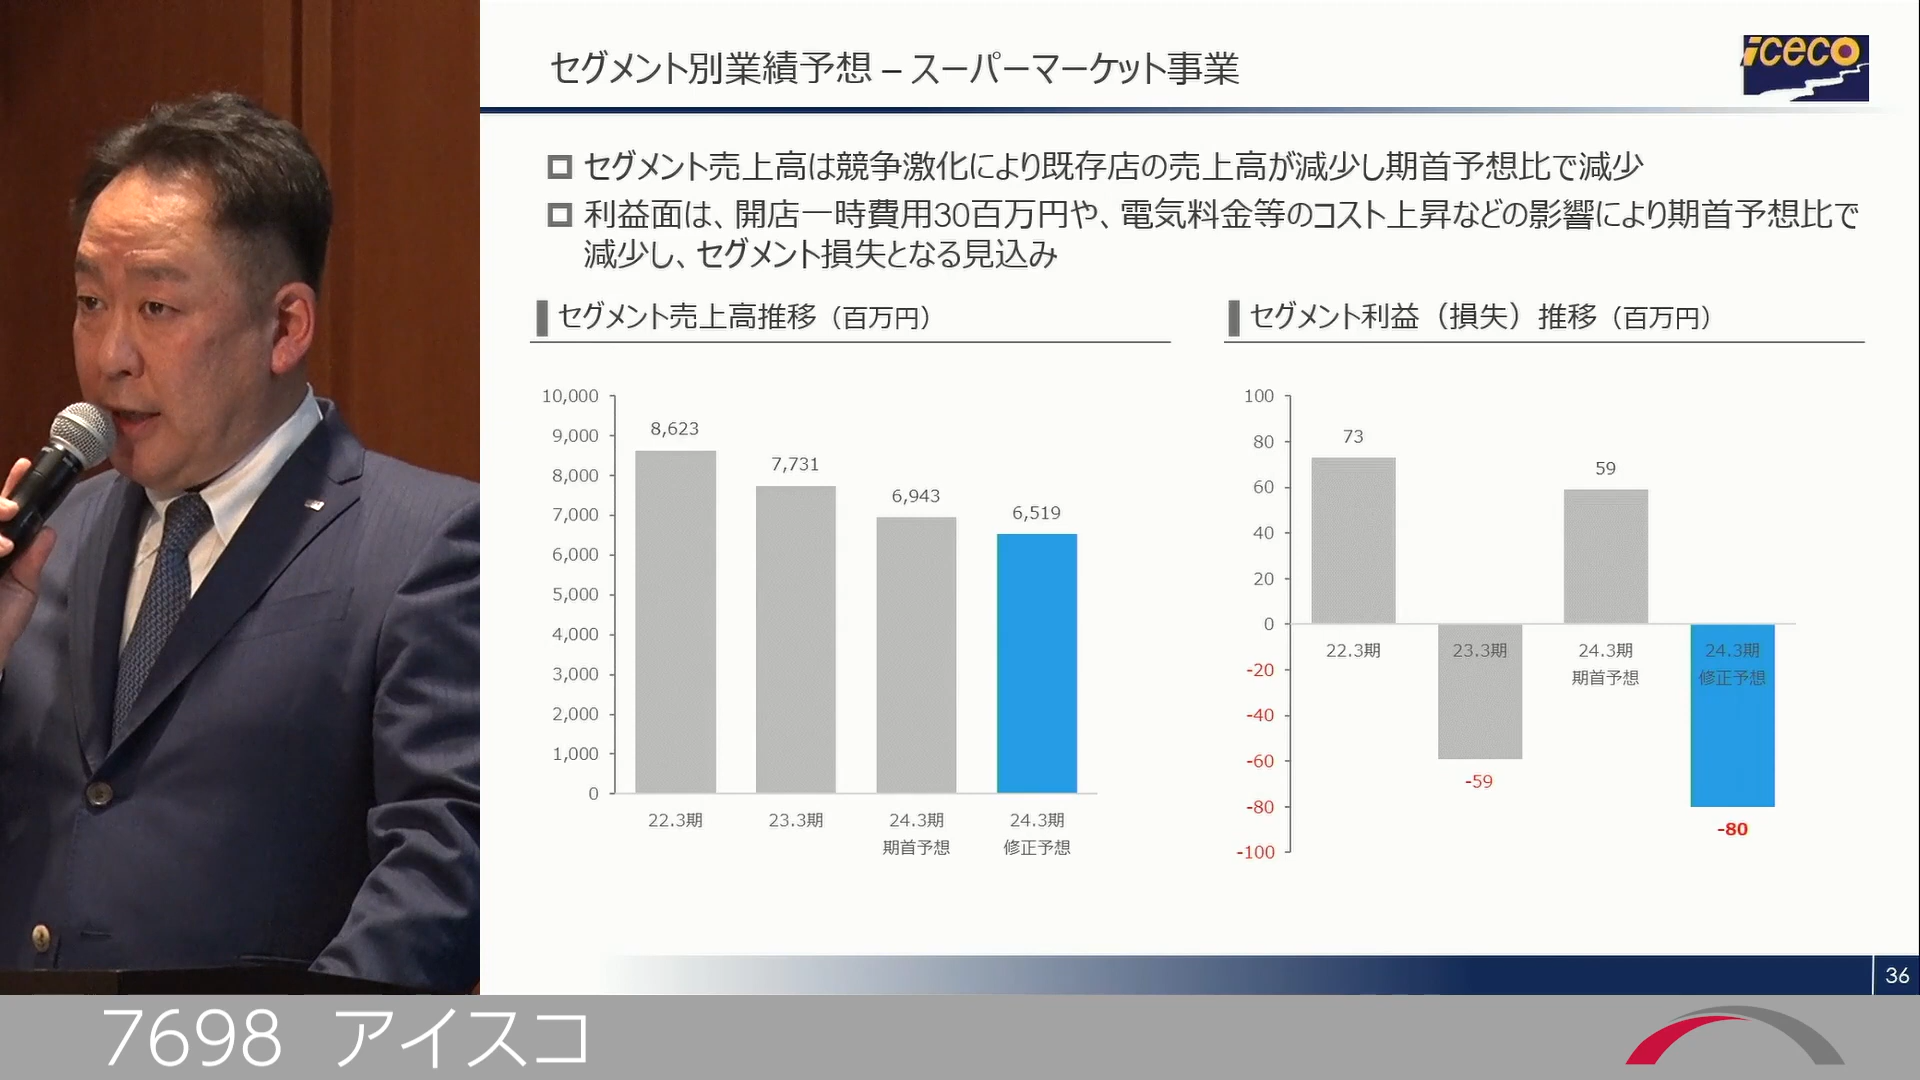 セグメント別業績予想 – スーパーマーケット事業
iceco
セグメント売上高は競争激化により既存店の売上高が減少し期首予想比で減少
利益面は、開店一時費用30百万円や、電気料金等のコスト上昇などの影響により期首予想比で
減少し、セグメント損失となる見込み
セグメント売上高推移（百万円）
10,000
9,000
8,000
7,000
6,000
5,000
4,000
3,000
2,000
1,000
0
8,623
7,731
6,943
6,519
22.3期
23.3期
24.3期
期首予想
24.3期
修正予想
セグメント利益（損失）推移（百万円）
100
80
60
40
20
0
-20
-40
-60
-80
-100
73
-59
59
-80
22.3期
23.3期
24.3期
期首予想
24.3期
修正予想
36
7698 アイスコ